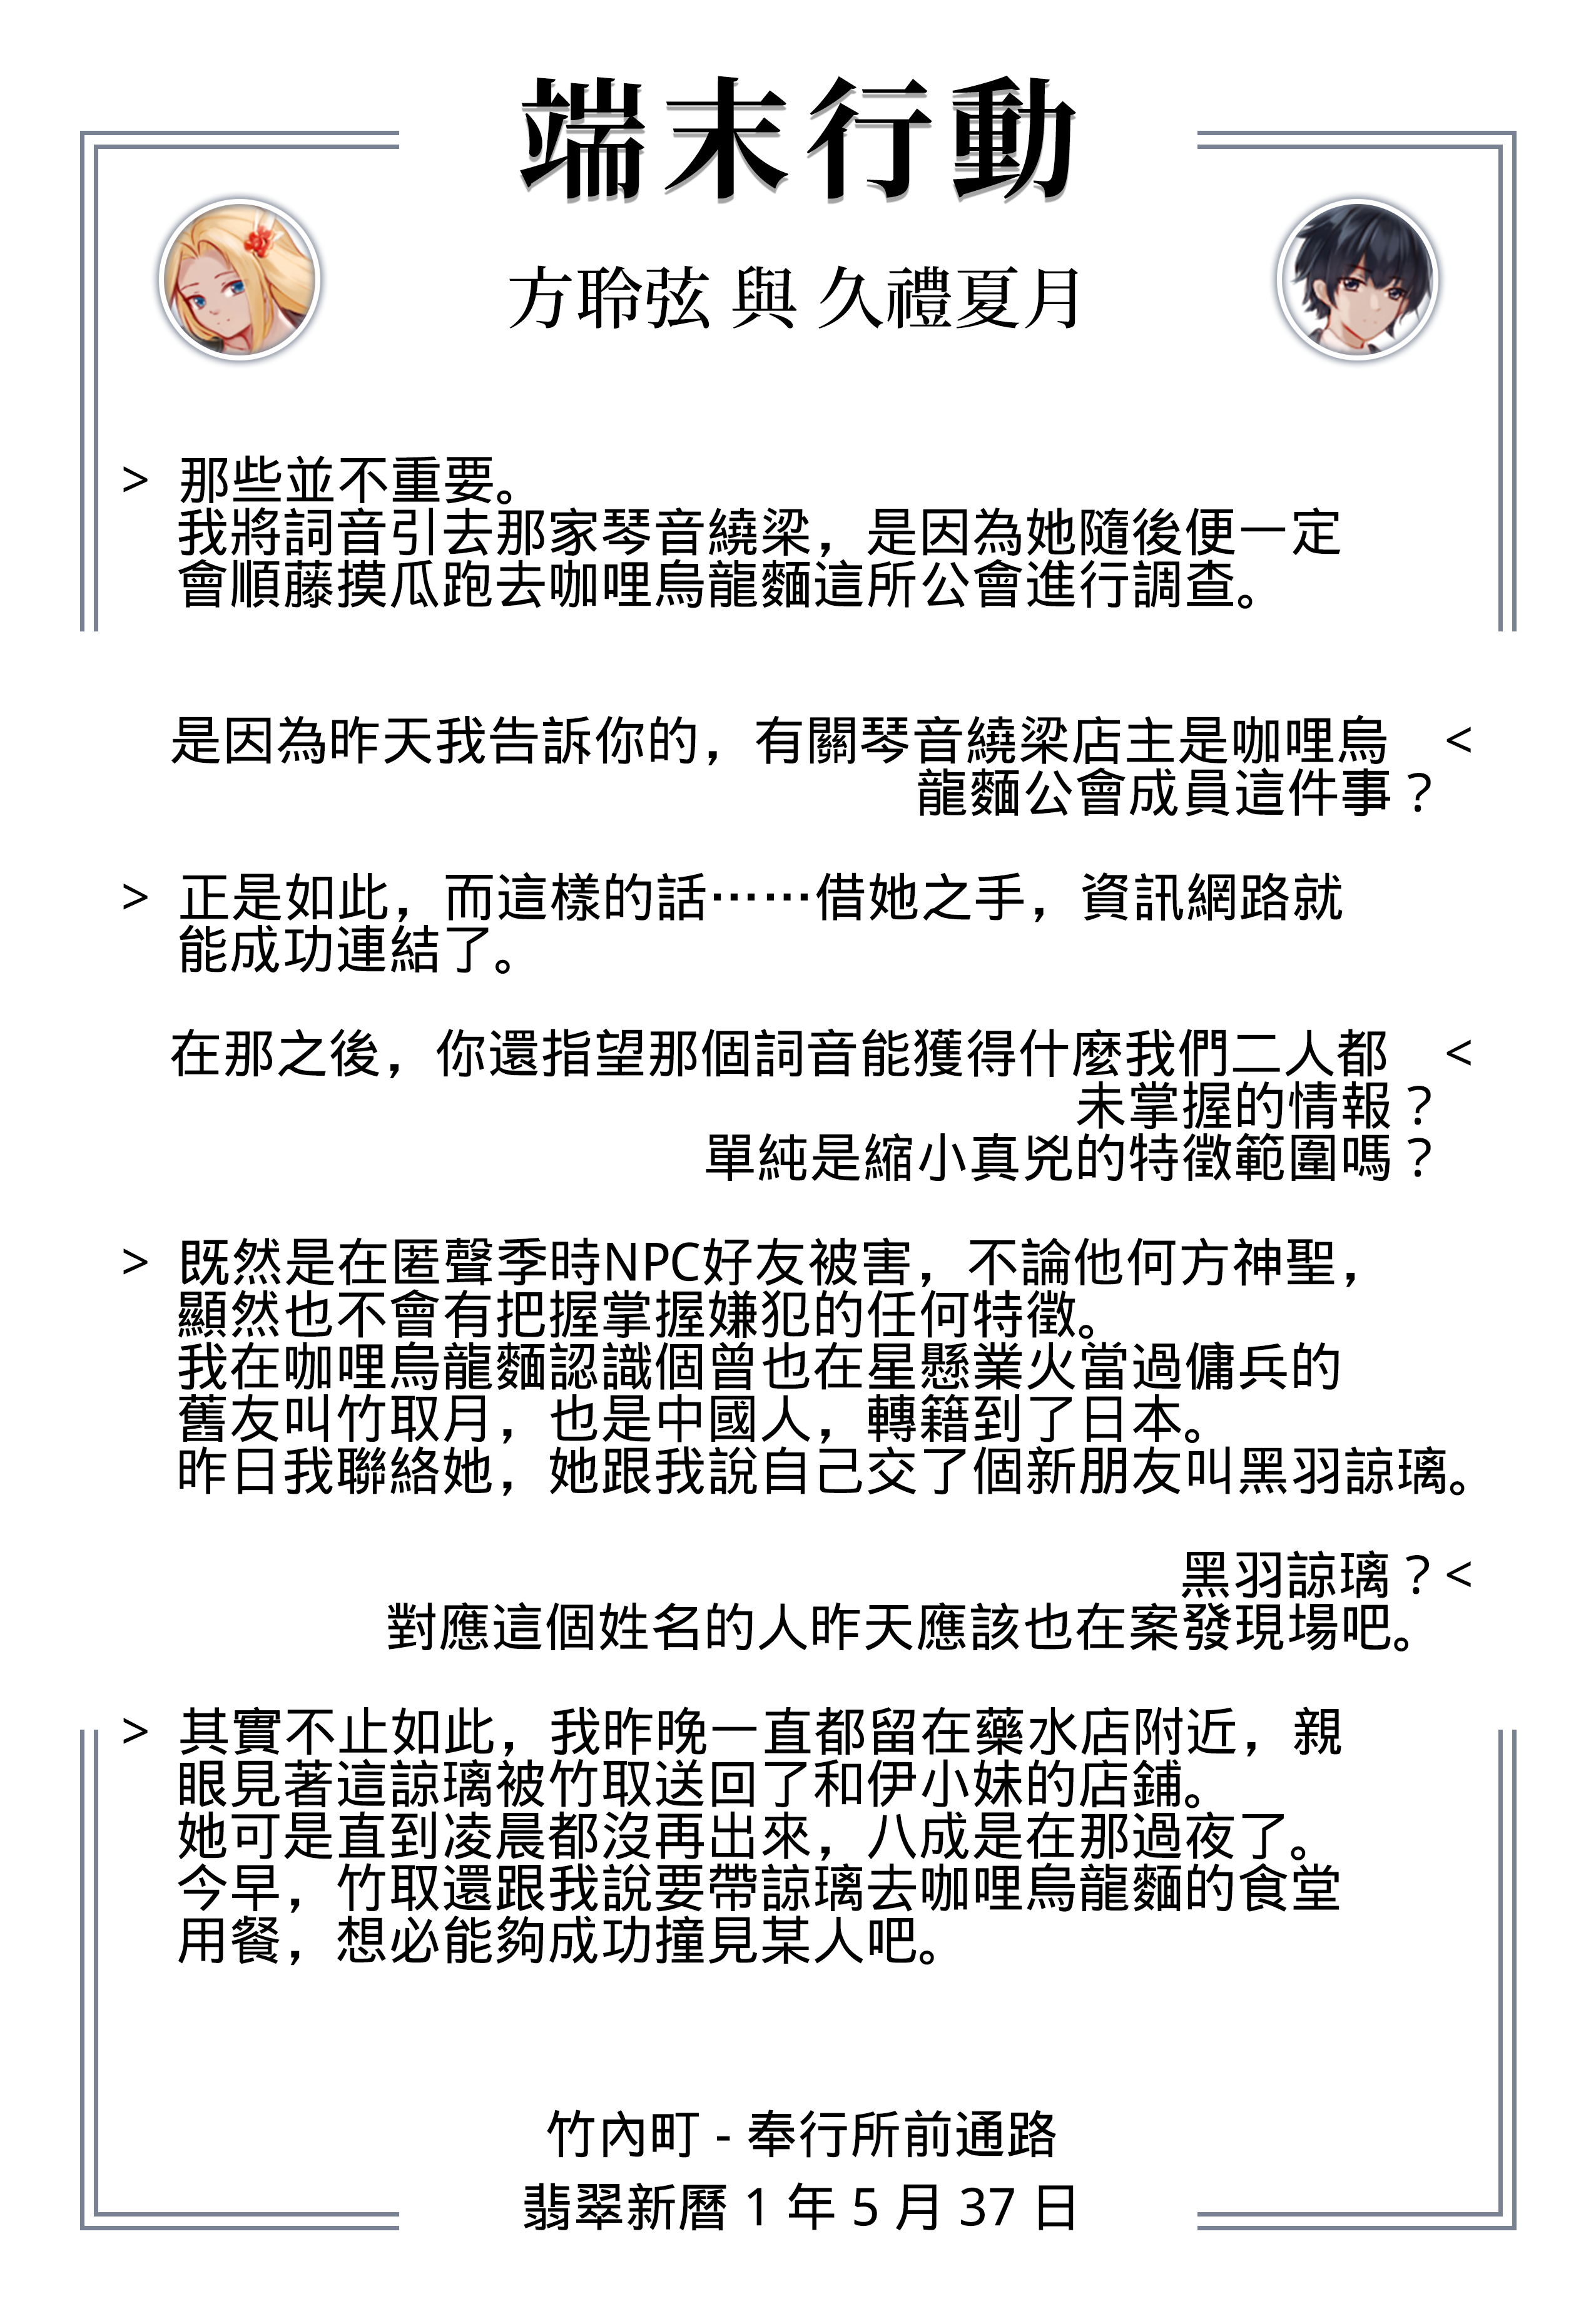 端末行動
方聆弦 與 久禮夏月
> 那些並不重要。
我將詞音引去那家琴音繞梁，是因為她隨後便一定
會順藤摸瓜跑去咖哩烏龍麵這所公會進行調查。
是因為昨天我告訴你的，有關琴音繞梁店主是咖哩烏 <
龍麵公會成員這件事？
> 正是如此，而這樣的話……借她之手，資訊網路就
能成功連結了。
在那之後，你還指望那個詞音能獲得什麼我們二人都 <
未掌握的情報？
單純是縮小真兇的特徵範圍嗎？
> 既然是在匿聲季時NPC好友被害，不論他何方神聖，
顯然也不會有把握掌握嫌犯的任何特徵。
我在咖哩烏龍麵認識個曾也在星懸業火當過傭兵的
舊友叫竹取月，也是中國人，轉籍到了日本。
昨日我聯絡她，她跟我說自己交了個新朋友叫黑羽諒璃。
黑羽諒璃？<
對應這個姓名的人昨天應該也在案發現場吧。
> 其實不止如此，我昨晚一直都留在藥水店附近，親
眼見著這諒璃被竹取送回了和伊小妹的店鋪。
她可是直到凌晨都沒再出來，八成是在那過夜了。
今早，竹取還跟我說要帶諒璃去咖哩烏龍麵的食堂
用餐，想必能夠成功撞見某人吧。
竹內町 - 奉行所前通路
翡翠新曆 1 年 5 月 37 日